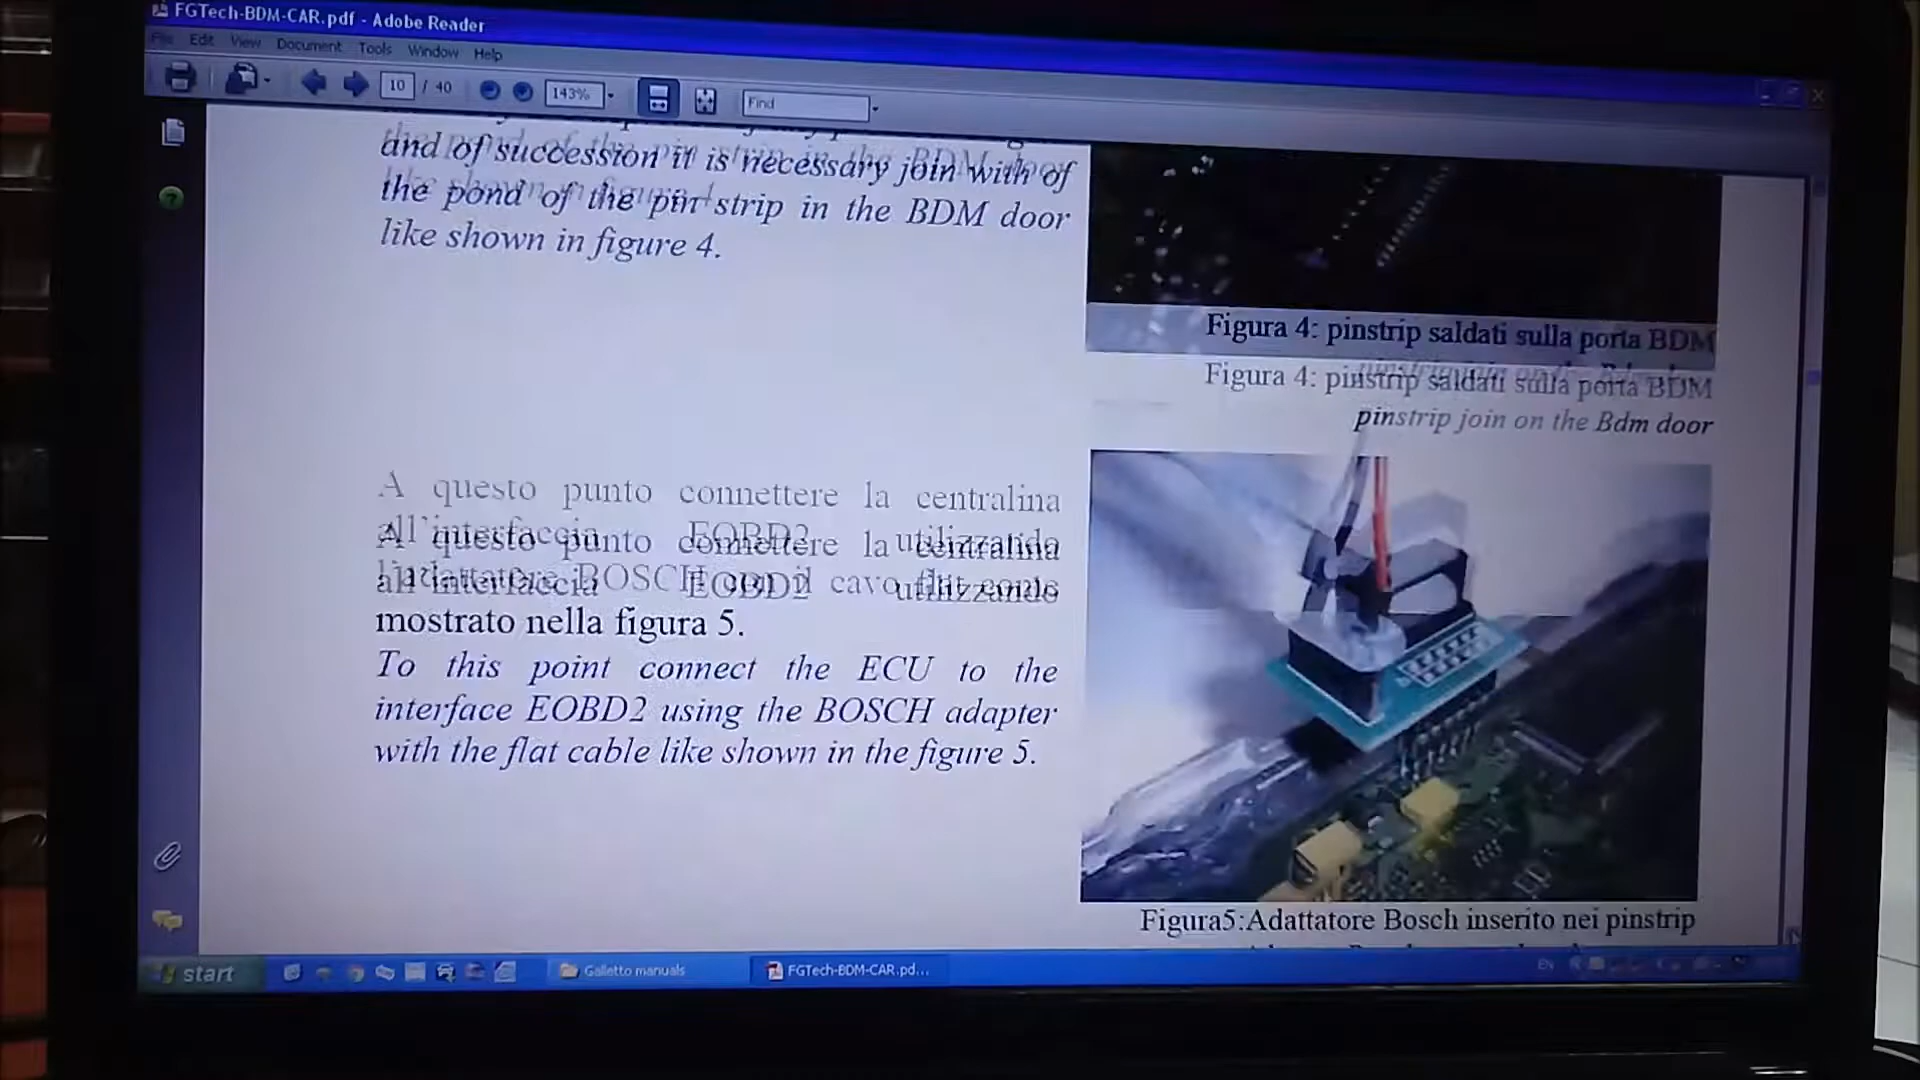 FGTech-BDM-CAR.pdf - Adobe Reader
File Edit View Document Tools Window Help
10 / 40 143% Find
and of succession it is necessary join with of
the pond of the pin strip in the BDM door
like shown in figure 4.
Figura 4: pinstrip saldati sulla porta BDM
Figura 4: pinstrip saldati sulla porta BDM
pinstrip join on the Bdm door
A questo punto connettere la centralina
all'interfaccia EOBD2 utilizzando
A questo punto connettere la centralina
all'interfaccia EOBD2 utilizzando
mostrato nella figura 5.
To this point connect the ECU to the
interface EOBD2 using the BOSCH adapter
with the flat cable like shown in the figure 5.
Figura5:Adattatore Bosch inserito nei pinstrip
start Galletto manuals FGTech-BDM-CAR.pd... EN